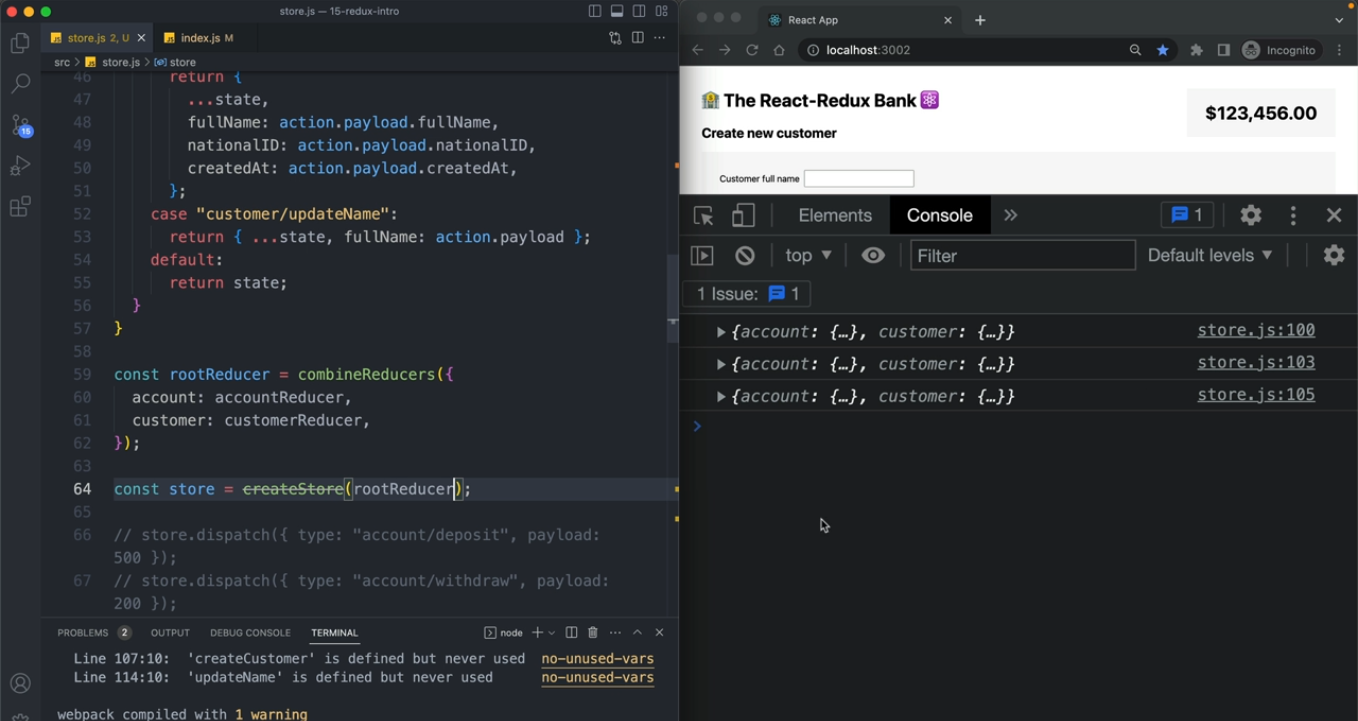 store.js — 15-redux-intro
store.js 2, U
index.js M
src > store.js > store
46 return {
47 ...state,
48 fullName: action.payload.fullName,
49 nationalID: action.payload.nationalID,
50 createdAt: action.payload.createdAt,
51 };
52 case "customer/updateName":
53 return { ...state, fullName: action.payload };
54 default:
55 return state;
56 }
57 }
58
59 const rootReducer = combineReducers({
60 account: accountReducer,
61 customer: customerReducer,
62 });
63
64 const store = createStore(rootReducer);
65
66 // store.dispatch({ type: "account/deposit", payload:
500 });
67 // store.dispatch({ type: "account/withdraw", payload:
200 });
15
PROBLEMS 2 OUTPUT DEBUG CONSOLE TERMINAL node
Line 107:10: 'createCustomer' is defined but never used no-unused-vars
Line 114:10: 'updateName' is defined but never used no-unused-vars
webpack compiled with 1 warning
React App
localhost:3002
Incognito
The React-Redux Bank
$123,456.00
Create new customer
Customer full name
Elements Console 1
top Filter Default levels
1 Issue: 1
{account: {…}, customer: {…}} store.js:100
{account: {…}, customer: {…}} store.js:103
{account: {…}, customer: {…}} store.js:105